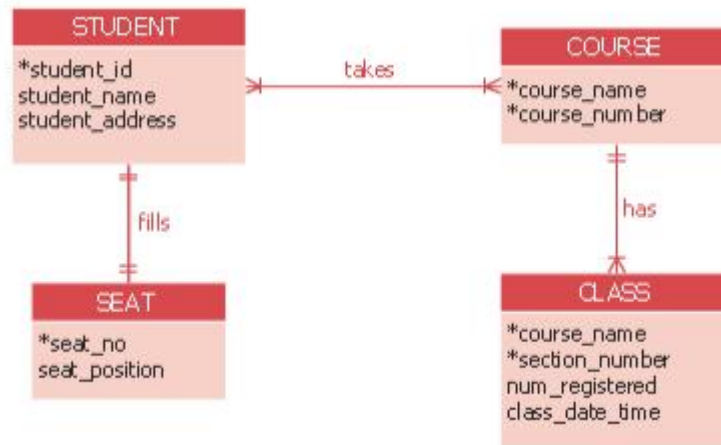 STUDENT
*student_id
student_name
student_address
takes
COURSE
*course_name
*course_number
fills
has
SEAT
*seat_no
seat_position
CLASS
*course_name
*section_number
num_registered
class_date_time